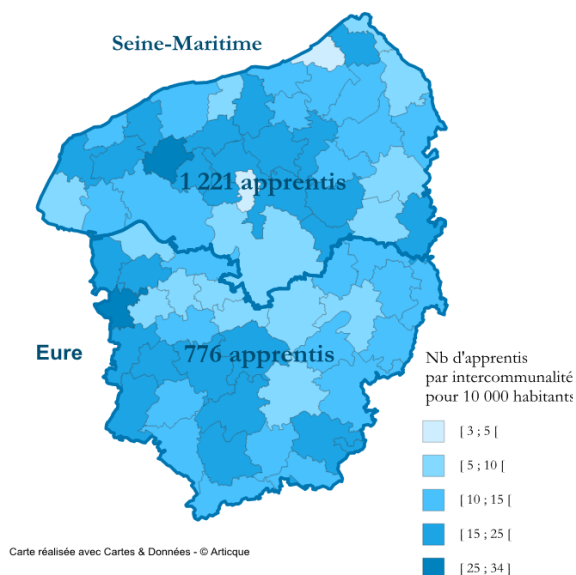 Seine-Maritime
1 221 apprentis
Eure
776 apprentis
Nb d'apprentis
par intercommunalité
pour 10 000 habitants
[ 3 ; 5 [
[ 5 ; 10 [
[ 10 ; 15 [
[ 15 ; 25 [
[ 25 ; 34 ]
Carte réalisée avec Cartes & Données - © Articque